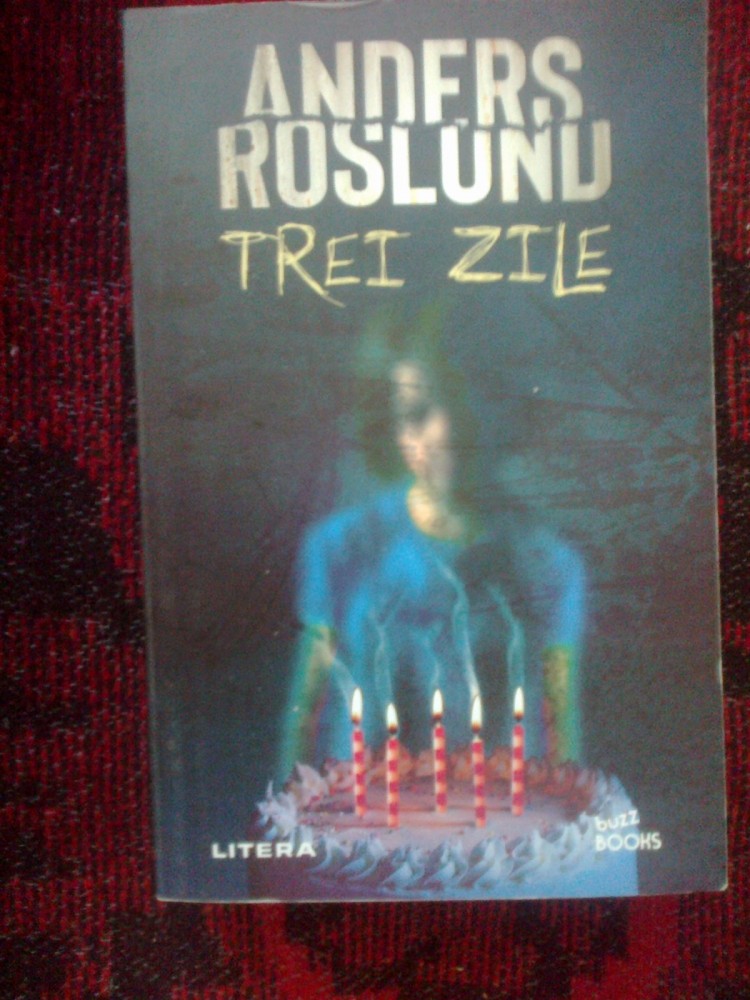 ANDERS
ROSLUND
TREI ZILE
LITERA
buzz
BOOKS